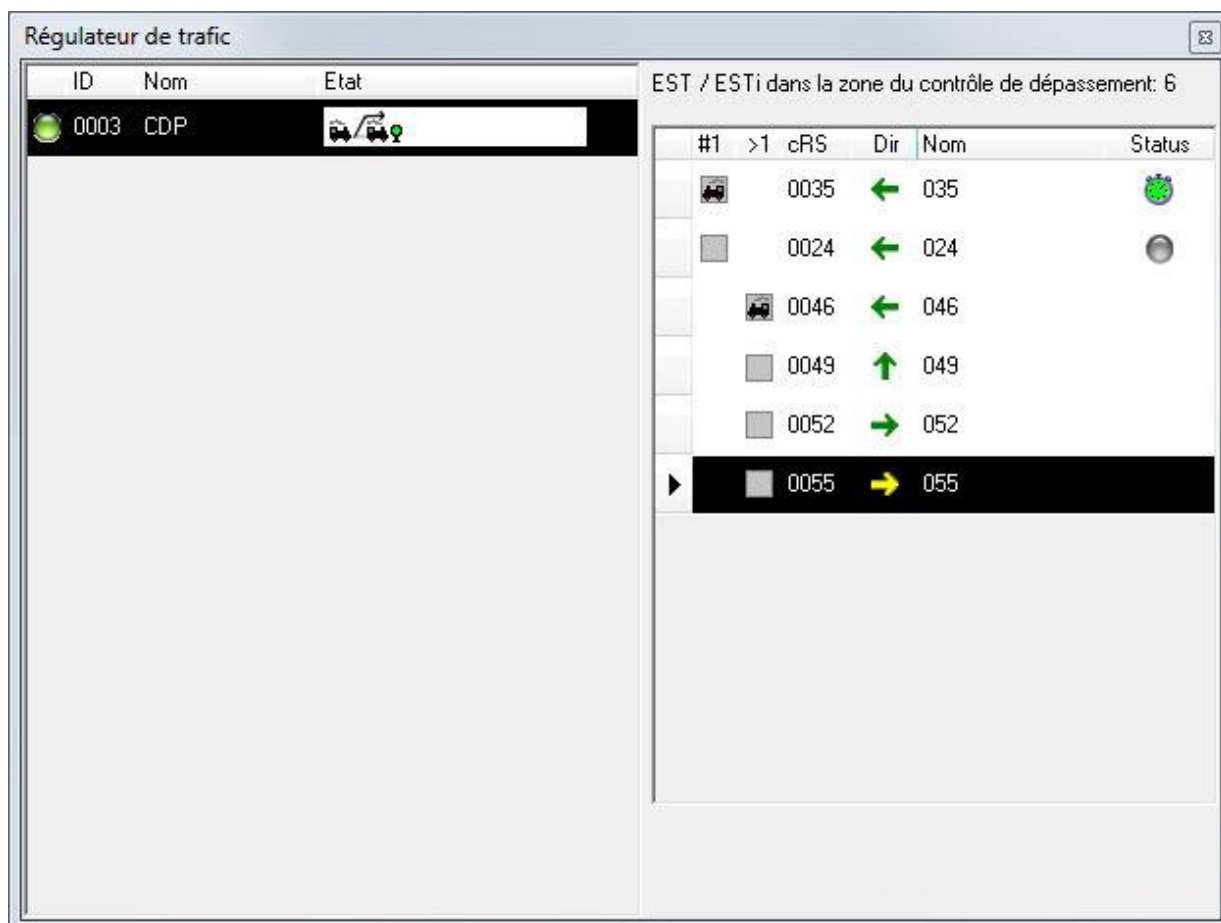 Régulateur de trafic
ID Nom Etat
0003 CDP
EST / ESTi dans la zone du contrôle de dépassement: 6
#1 >1 cRS Dir Nom Status
0035 035
0024 024
0046 046
0049 049
0052 052
0055 055